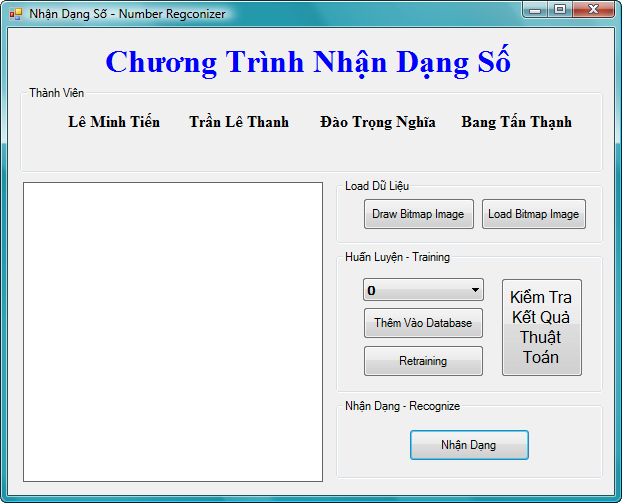 Nhận Dạng Số - Number Regconizer
Chương Trình Nhận Dạng Số
Thành Viên
Lê Minh Tiến Trần Lê Thanh Đào Trọng Nghĩa Bang Tấn Thạnh
Load Dữ Liệu
Draw Bitmap Image Load Bitmap Image
Huấn Luyện - Training
0
Thêm Vào Database
Retraining
Kiểm Tra
Kết Quả
Thuật
Toán
Nhận Dạng - Recognize
Nhận Dạng